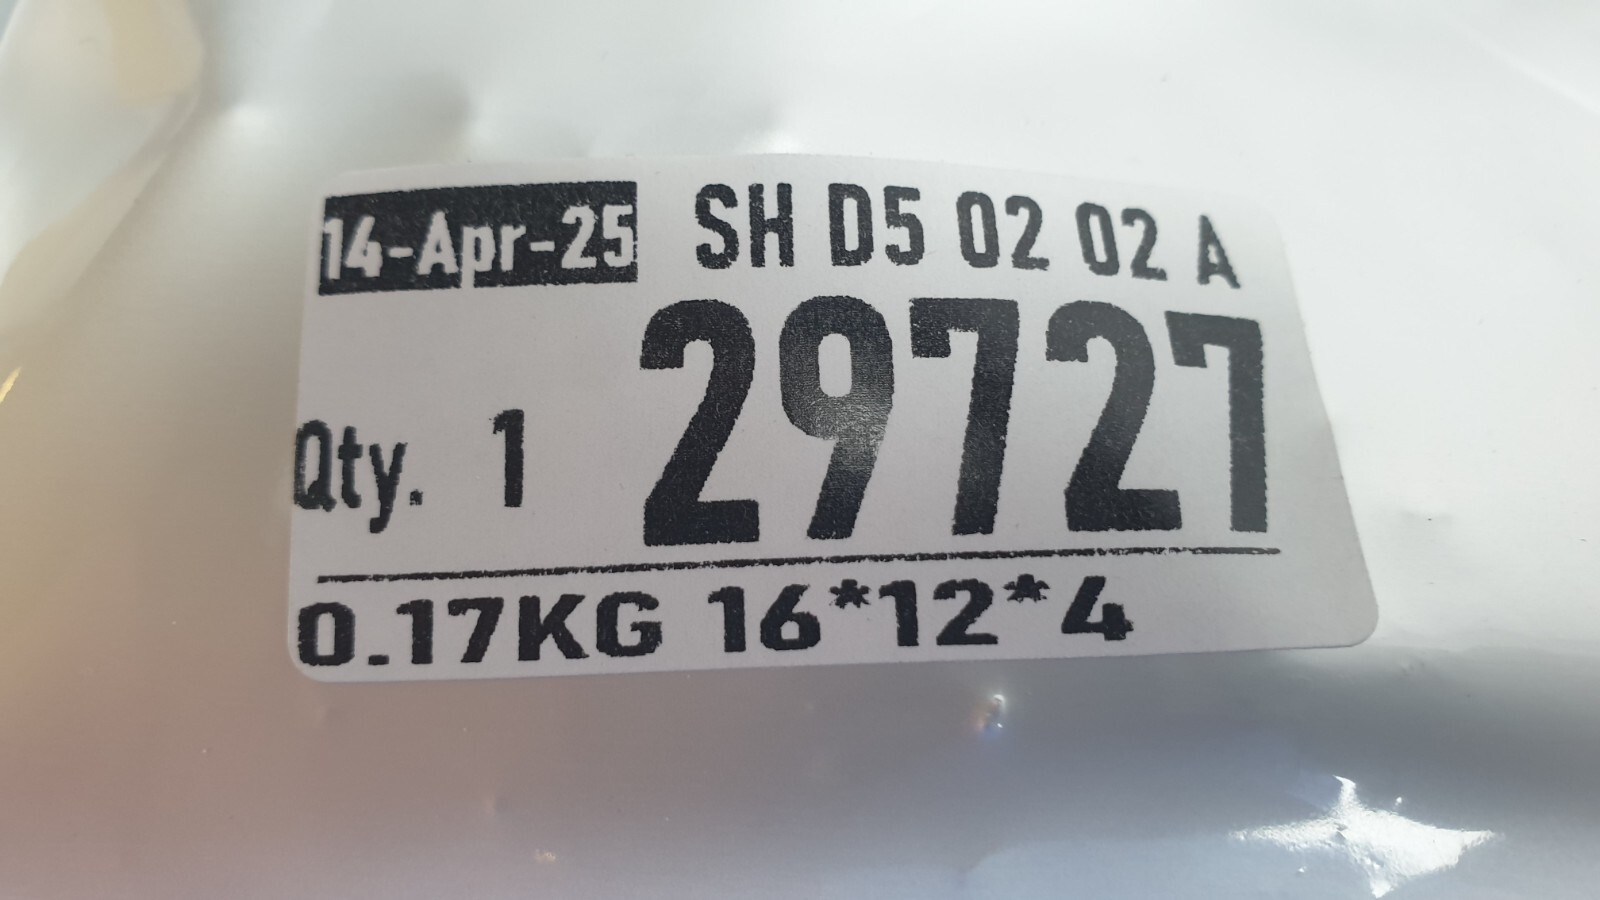 14-Apr-25 SH D5 02 02 A
29727
Qty. 1
0.17KG 16*12*4